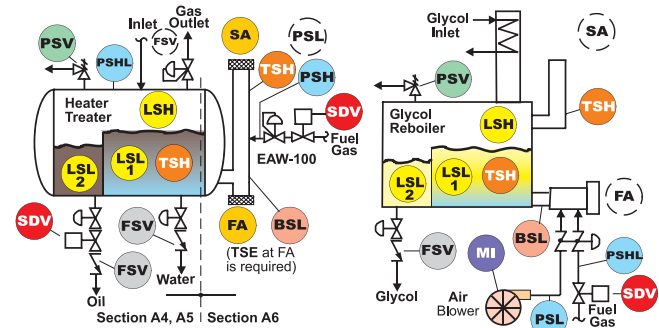 Inlet
Gas
Outlet
FSV
PSV
PSHL
SA
PSL
TSH
PSH
SDV
Heater
Treater
LSH
LSL
2
LSL
1
TSH
EAW-100
Fuel
Gas
SDV
FSV
FSV
FA
BSL
(TSE at FA
is required)
Oil
Water
Section A4, A5
Section A6
Glycol
Inlet
SA
PSV
TSH
Glycol
Reboiler
LSH
LSL
2
LSL
1
TSH
FA
BSL
FSV
MI
PSHL
Glycol
Air
Blower
PSL
Fuel
Gas
SDV